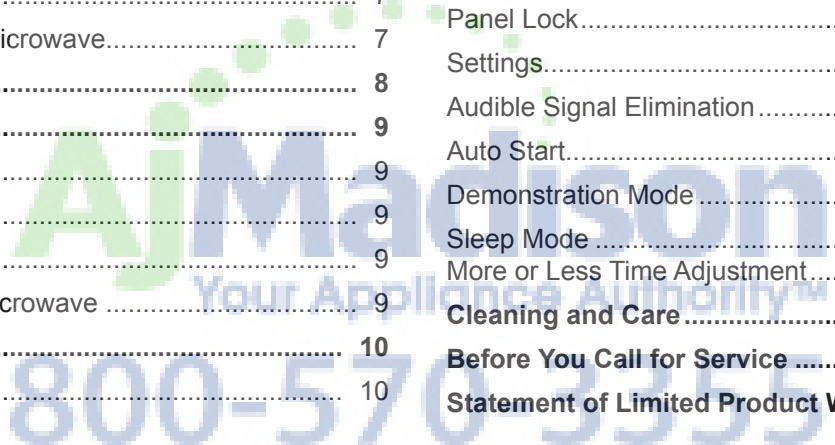 icrowave........................................... 7
................................................................ 8
................................................................ 9
................................................................ 9
................................................................ 9
................................................................ 9
crowave ........................................... 9
................................................................ 10
................................................................ 10
Panel Lock
Settings
Audible Signal Elimination
Auto Start
Demonstration Mode
Sleep Mode
More or Less Time Adjustment
Cleaning and Care
Before You Call for Service
Statement of Limited Product
AjMadison
Your Appliance Authority™
800-570-3355